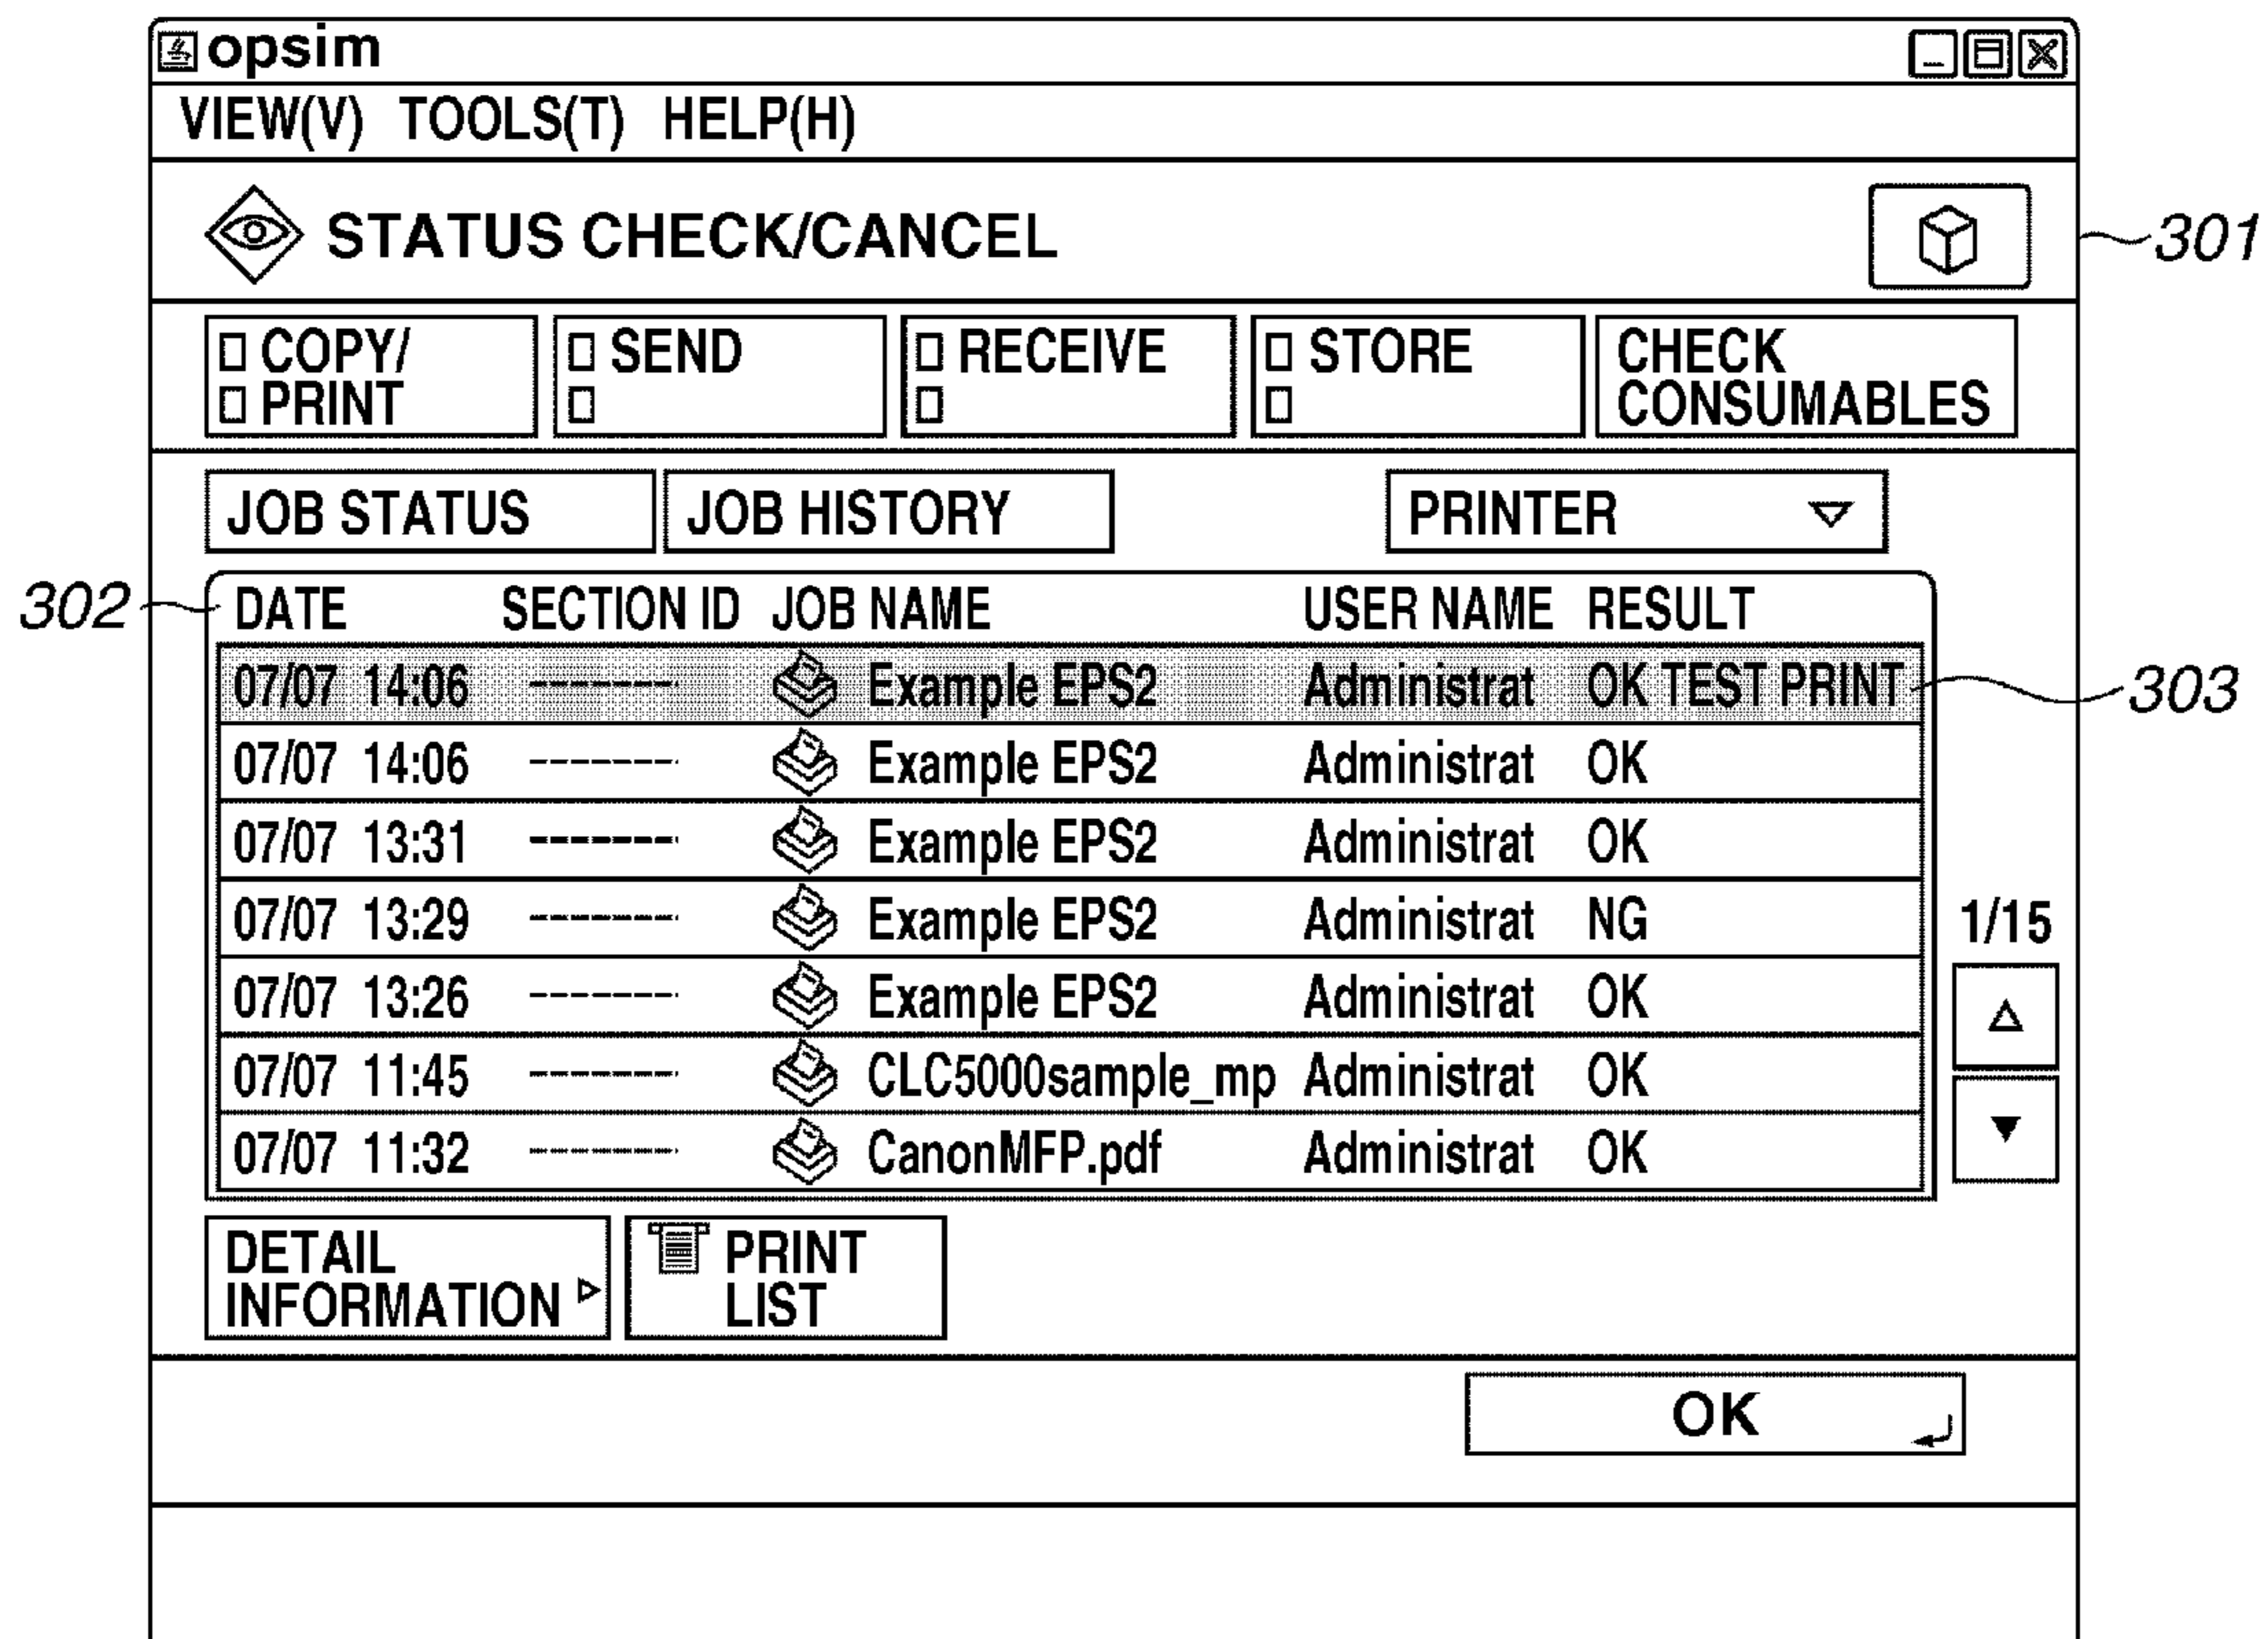 opsim
VIEW(V) TOOLS(T) HELP(H)
STATUS CHECK/CANCEL
301
COPY/
PRINT
SEND
RECEIVE
STORE
CHECK
CONSUMABLES
JOB STATUS
JOB HISTORY
PRINTER
302
DATE SECTION ID JOB NAME USER NAME RESULT
07/07 14:06 -------- Example EPS2 Administrat OK TEST PRINT
303
07/07 14:06 -------- Example EPS2 Administrat OK
07/07 13:31 -------- Example EPS2 Administrat OK
07/07 13:29 -------- Example EPS2 Administrat NG
07/07 13:26 -------- Example EPS2 Administrat OK
07/07 11:45 -------- CLC5000sample_mp Administrat OK
07/07 11:32 -------- CanonMFP.pdf Administrat OK
1/15
DETAIL
INFORMATION
PRINT
LIST
OK